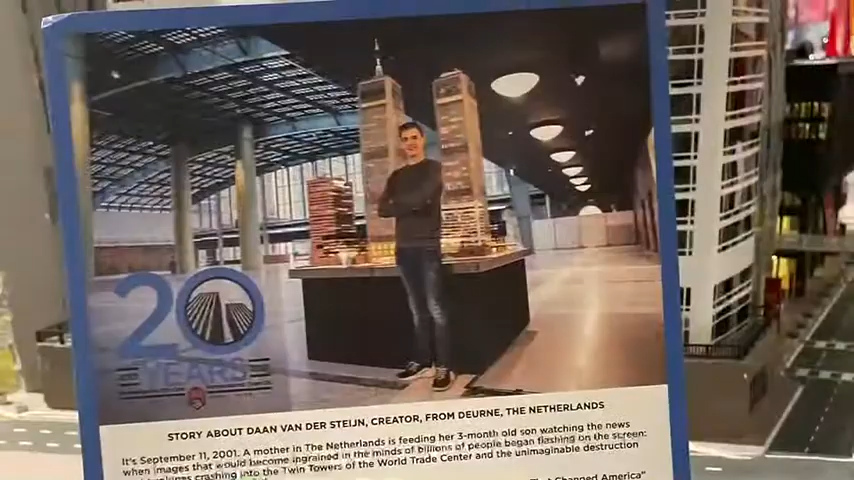 20
YEARS
STORY ABOUT DAAN VAN DER STEIJN, CREATOR, FROM DEURNE, THE NETHERLANDS
It's September 11, 2001. A mother in The Netherlands is feeding her 3-month old son watching the news
when images that would become ingrained in the minds of billions of people began flashing on the screen:
crashing into the Twin Towers of the World Trade Center and the unimaginable destruction
Changed America"